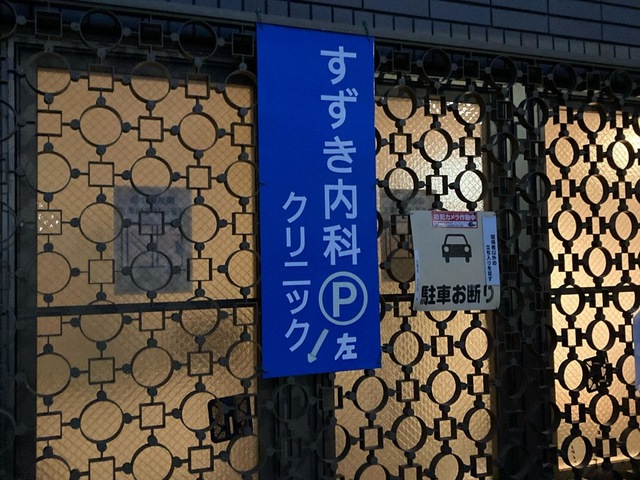 すずき内科
クリニック
Ⓟ
左
防犯カメラ作動中
駐車お断り